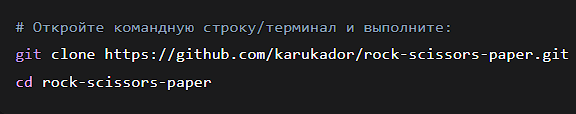 # Откройте командную строку/терминал и выполните:
git clone https://github.com/karukador/rock-scissors-paper.git
cd rock-scissors-paper